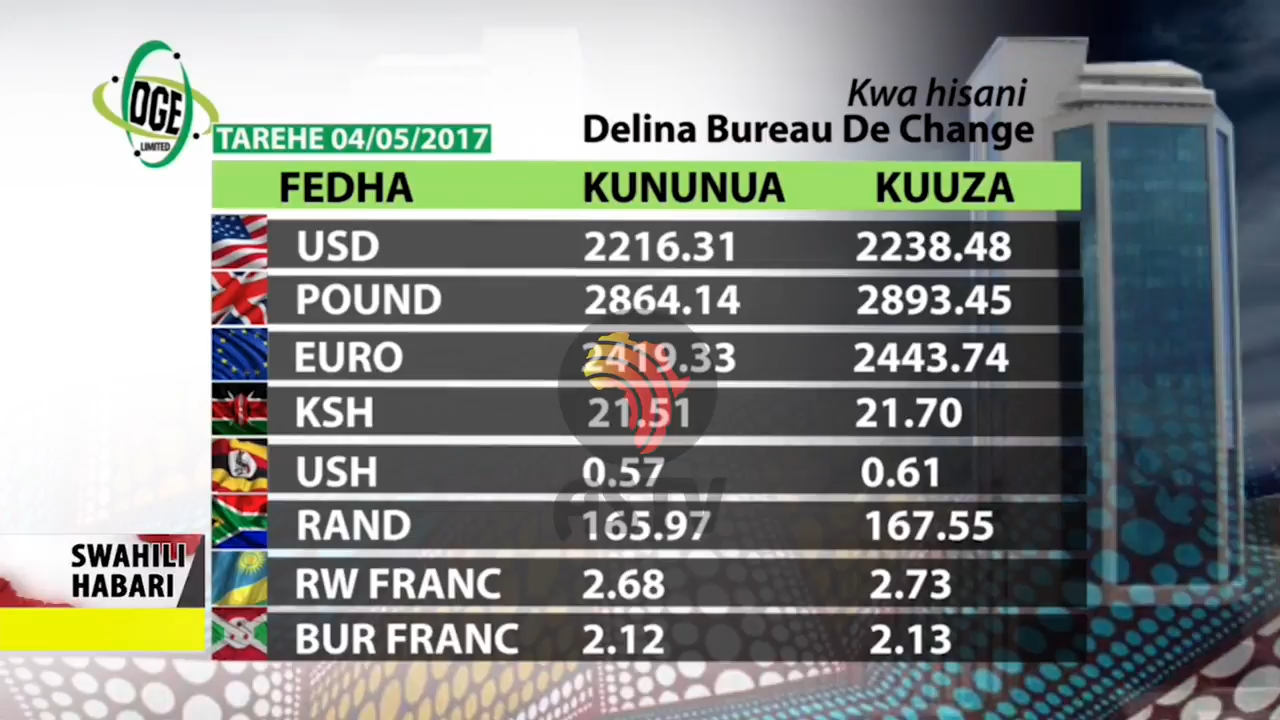 DGE
LIMITED
TAREHE 04/05/2017
Kwa hisani
Delina Bureau De Change
FEDHA KUNUNUA KUUZA
USD 2216.31 2238.48
POUND 2864.14 2893.45
EURO 2419.33 2443.74
KSH 21.51 21.70
USH 0.57 0.61
RAND 165.97 167.55
RW FRANC 2.68 2.73
BUR FRANC 2.12 2.13
SWAHILI
HABARI